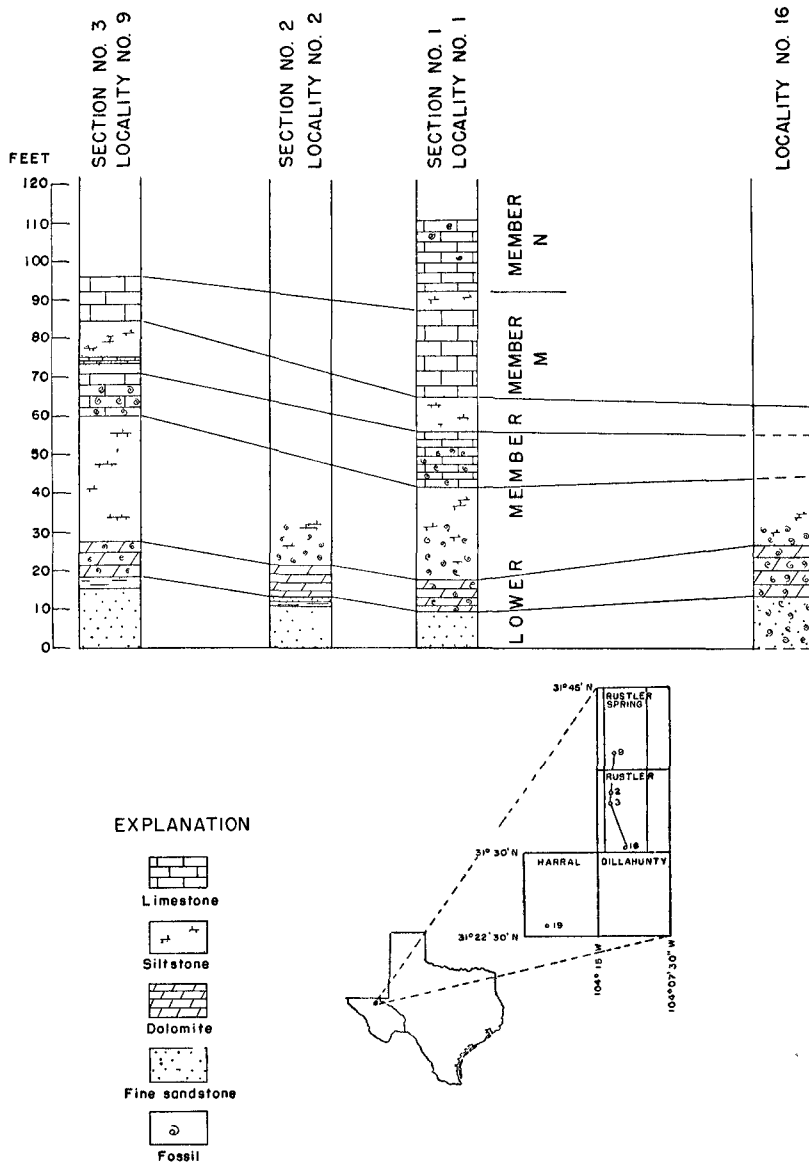 SECTION NO. 3
LOCALITY NO. 9
SECTION NO. 2
LOCALITY NO. 2
SECTION NO. 1
LOCALITY NO. 1
LOCALITY NO. 16
FEET
120
110
100
90
80
70
60
50
40
30
20
10
0
MEMBER
N
MEMBER
M
LOWER MEMBER
31°45' N
RUSTLER
SPRING
9
RUSTLER
2
3
16
31°30' N
HARRAL
DILLAHUNTY
19
31°22'30" N
104° 15' W
104° 07' 30" W
EXPLANATION
Limestone
Siltstone
Dolomite
Fine sandstone
Fossil